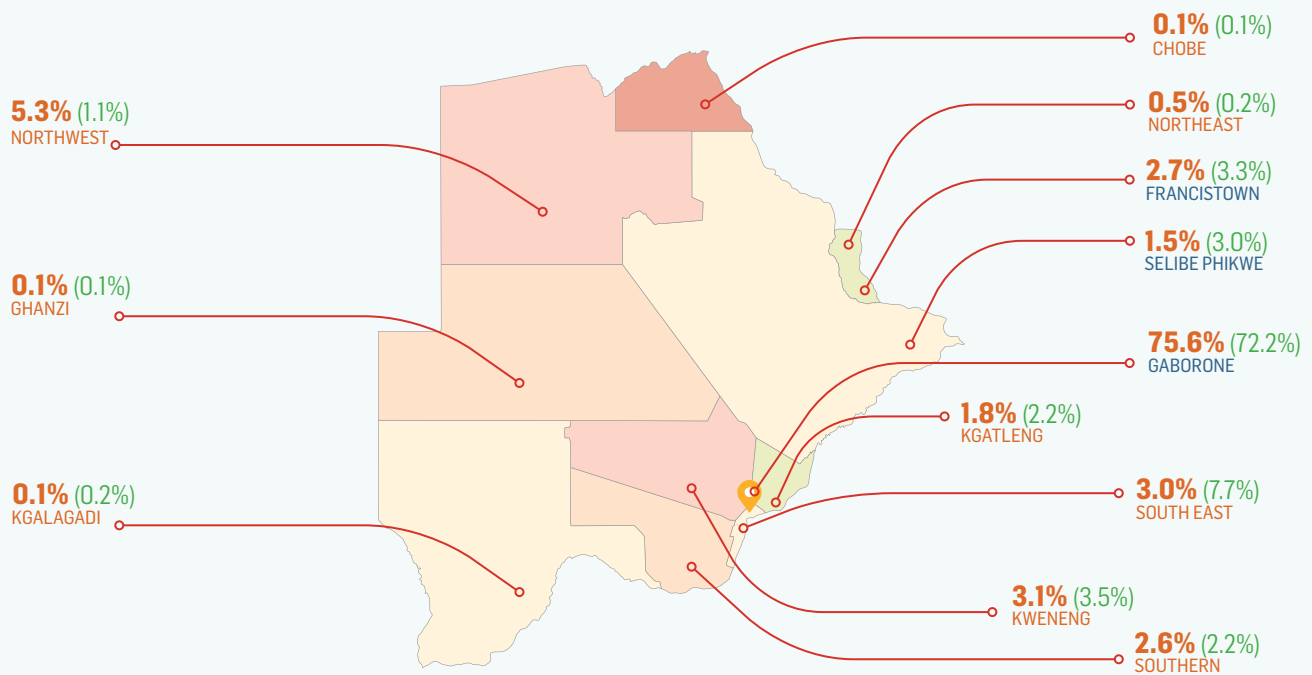 5.3% (1.1%)
NORTHWEST
0.1% (0.1%)
GHANZI
0.1% (0.2%)
KGALAGADI
0.1% (0.1%)
CHOBE
0.5% (0.2%)
NORTHEAST
2.7% (3.3%)
FRANCISTOWN
1.5% (3.0%)
SELIBE PHIKWE
75.6% (72.2%)
GABORONE
1.8% (2.2%)
KGATLENG
3.0% (7.7%)
SOUTH EAST
3.1% (3.5%)
KWENENG
2.6% (2.2%)
SOUTHERN